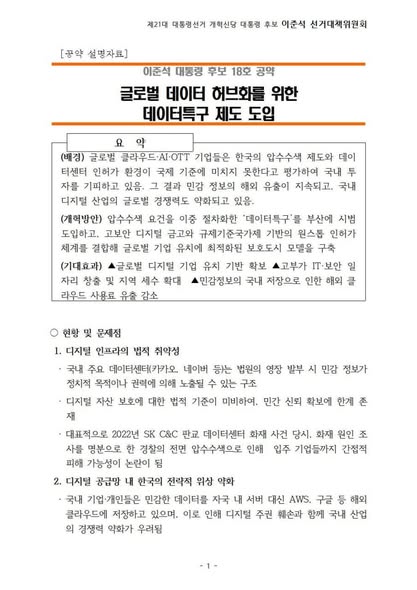 제21대 대통령선거 개혁신당 대통령 후보 이준석 선거대책위원회
[공약 설명자료]
이준석 대통령 후보 18호 공약
글로벌 데이터 허브화를 위한
데이터특구 제도 도입
요 약
(배경) 글로벌 클라우드·AI·OTT 기업들은 한국의 압수수색 제도와 데이
터센터 인허가 환경이 국제 기준에 미치지 못한다고 평가하여 국내 투
자를 기피하고 있음. 그 결과 민감 정보의 해외 유출이 지속되고, 국내
디지털 산업의 글로벌 경쟁력도 약화되고 있음.
(개혁방안) 압수수색 요건을 이중 절차화한 '데이터특구'를 부산에 시범
도입하고, 고보안 디지털 금고와 규제기준국가제 기반의 원스톱 인허가
체계를 결합해 글로벌 기업 유치에 최적화된 보호도시 모델을 구축
(기대효과) ▲글로벌 디지털 기업 유치 기반 확보 ▲고부가 IT·보안 일
자리 창출 및 지역 세수 확대 ▲민감정보의 국내 저장으로 인한 해외 클
라우드 사용료 유출 감소
○ 현황 및 문제점
1. 디지털 인프라의 법적 취약성
· 국내 주요 데이터센터(카카오, 네이버 등)는 법원의 영장 발부 시 민감 정보가
정치적 목적이나 권력에 의해 노출될 수 있는 구조
· 디지털 자산 보호에 대한 법적 기준이 미비하여, 민간 신뢰 확보에 한계 존
재
· 대표적으로 2022년 SK C&C 판교 데이터센터 화재 사건 당시, 화재 원인 조
사를 명분으로 한 경찰의 전면 압수수색으로 인해 입주 기업들까지 간접적
피해 가능성이 논란이 됨
2. 디지털 공급망 내 한국의 전략적 위상 약화
· 국내 기업·개인들은 민감한 데이터를 자국 내 서버 대신 AWS, 구글 등 해외
클라우드에 저장하고 있으며, 이로 인해 디지털 주권 훼손과 함께 국내 산업
의 경쟁력 약화가 우려됨
- 1 -